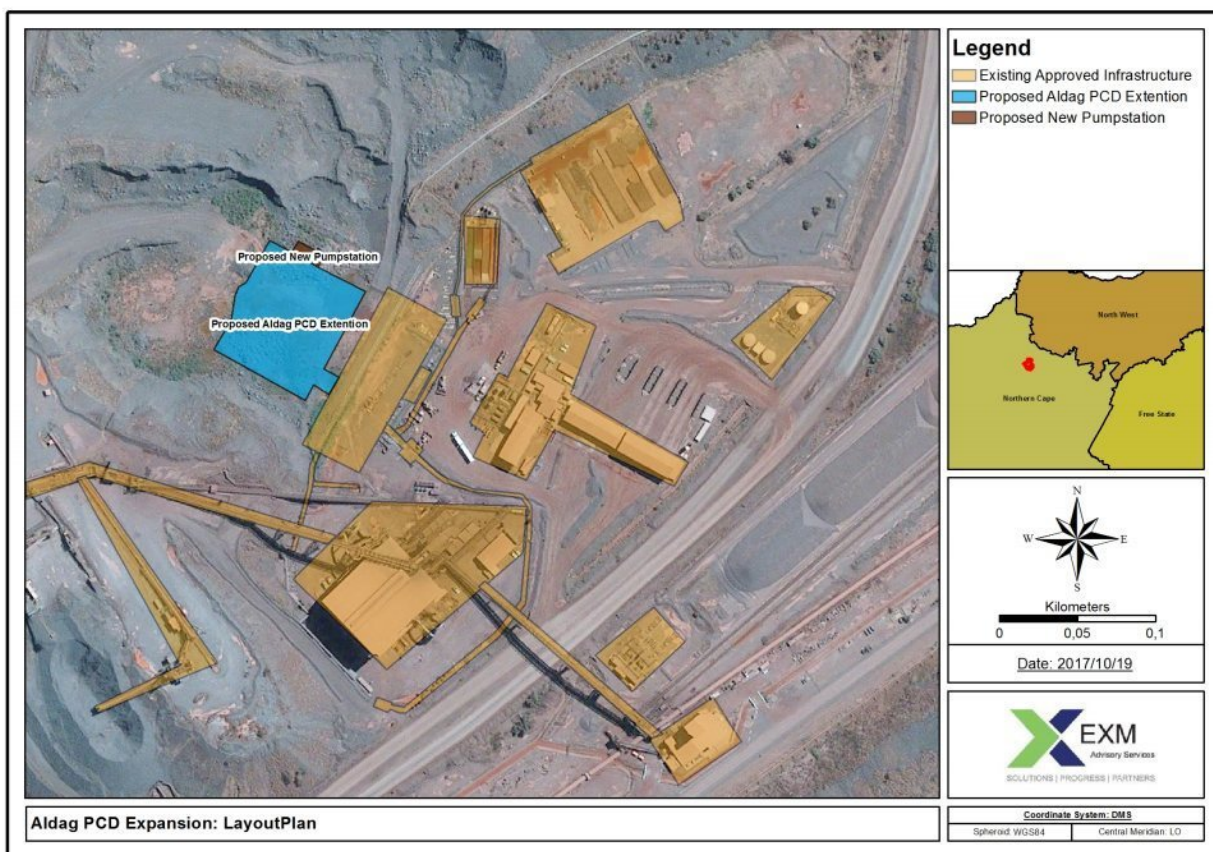 Legend
Existing Approved Infrastructure
Proposed Aldag PCD Extention
Proposed New Pumpstation
Proposed New Pumpstation
Proposed Aldag PCD Extention
North West
Northern Cape
Free State
N
W E
S
Kilometers
0 0,05 0,1
Date: 2017/10/19
EXM
Advisory Services
SOLUTIONS | PROGRESS | PARTNERS
Aldag PCD Expansion: LayoutPlan
Coordinate System: DMS
Spheroid: WGS84 Central Meridian: LO